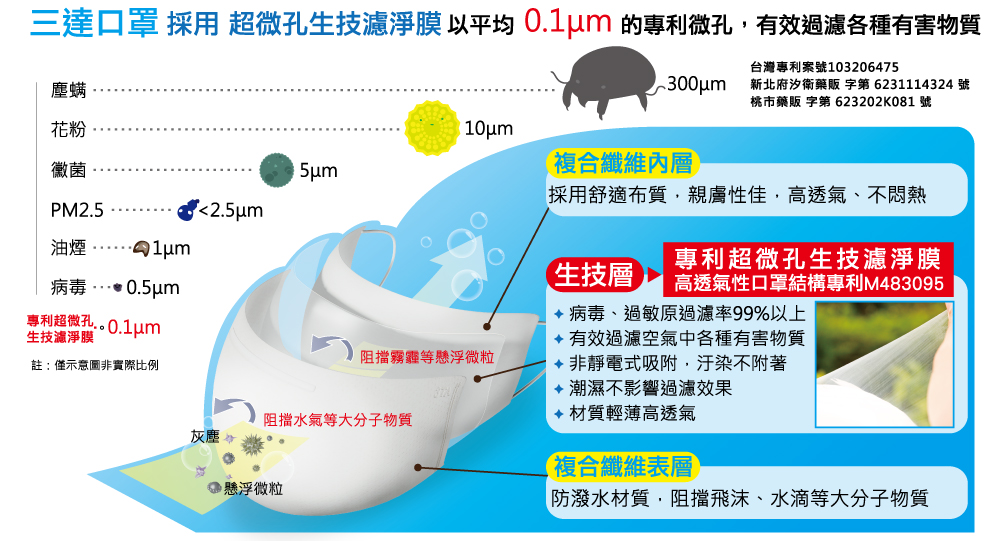 三達口罩 採用 超微孔生技濾淨膜 以平均 0.1μm 的專利微孔，有效過濾各種有害物質
台灣專利案號103206475
新北府汐衛藥販 字第 6231114324 號
桃市藥販 字第 623202K081 號
塵螨 300μm
花粉 10μm
黴菌 5μm
PM2.5 <2.5μm
油煙 1μm
病毒 0.5μm
專利超微孔
生技濾淨膜 0.1μm
註：僅示意圖非實際比例
複合纖維內層
採用舒適布質，親膚性佳，高透氣、不悶熱
生技層
專利超微孔生技濾淨膜
高透氣性口罩結構專利M483095
病毒、過敏原過濾率99%以上
有效過濾空氣中各種有害物質
非靜電式吸附，汙染不附著
潮濕不影響過濾效果
材質輕薄高透氣
阻擋霧霾等懸浮微粒
阻擋水氣等大分子物質
灰塵
懸浮微粒
複合纖維表層
防潑水材質，阻擋飛沫、水滴等大分子物質